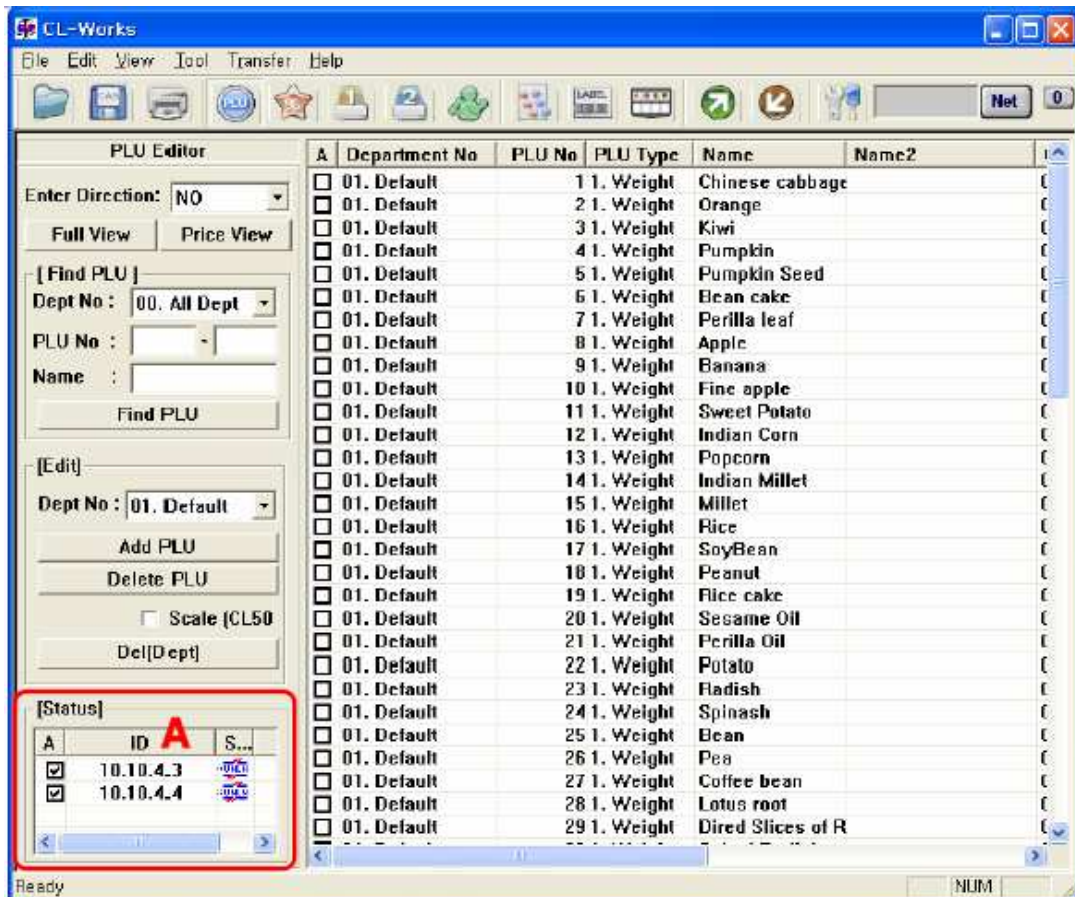 CL-Works
File Edit View Tool Transfer Help
PLU 2 LABEL Net 0
PLU Editor
Enter Direction: NO
Full View Price View
[Find PLU]
Dept No : 00. All Dept
PLU No : -
Name :
Find PLU
[Edit]
Dept No : 01. Default
Add PLU
Delete PLU
Scale (CL50
Del[Dept]
[Status]
A
A ID S...
10.10.4.3
10.10.4.4
A Department No PLU No PLU Type Name Name2
01. Default 1 1. Weight Chinese cabbage
01. Default 2 1. Weight Orange
01. Default 3 1. Weight Kiwi
01. Default 4 1. Weight Pumpkin
01. Default 5 1. Weight Pumpkin Seed
01. Default 6 1. Weight Bean cake
01. Default 7 1. Weight Perilla leaf
01. Default 8 1. Weight Apple
01. Default 9 1. Weight Banana
01. Default 10 1. Weight Fine apple
01. Default 11 1. Weight Sweet Potato
01. Default 12 1. Weight Indian Corn
01. Default 13 1. Weight Popcorn
01. Default 14 1. Weight Indian Millet
01. Default 15 1. Weight Millet
01. Default 16 1. Weight Rice
01. Default 17 1. Weight SoyBean
01. Default 18 1. Weight Peanut
01. Default 19 1. Weight Rice cake
01. Default 20 1. Weight Sesame Oil
01. Default 21 1. Weight Perilla Oil
01. Default 22 1. Weight Potato
01. Default 23 1. Weight Radish
01. Default 24 1. Weight Spinash
01. Default 25 1. Weight Bean
01. Default 26 1. Weight Pea
01. Default 27 1. Weight Coffee bean
01. Default 28 1. Weight Lotus root
01. Default 29 1. Weight Dired Slices of R
Ready NUM